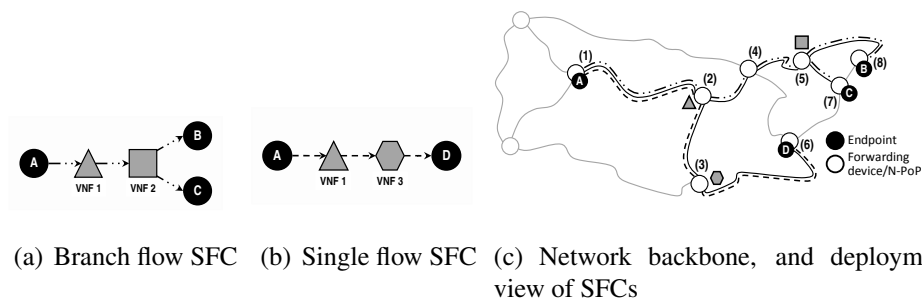 A
VNF 1
VNF 2
B
C
A
VNF 1
VNF 3
D
(1)
A
(2)
(3)
(4)
(5)
B
(8)
C
(7)
D
(6)
Endpoint
Forwarding
device/N-PoP
(a) Branch flow SFC
(b) Single flow SFC
(c) Network backbone, and deploym
view of SFCs